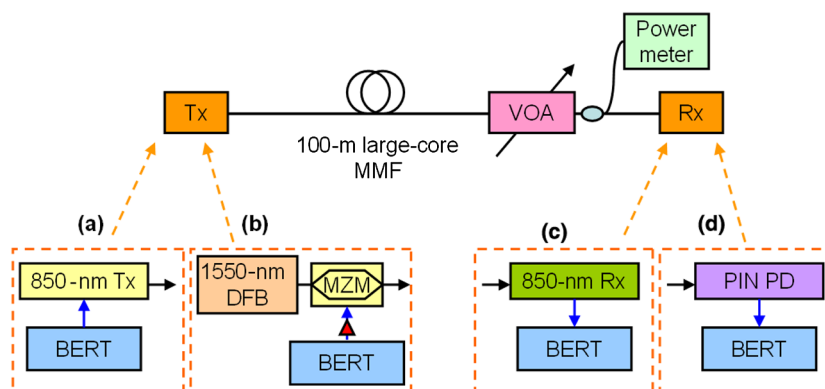 Power
meter
Tx
VOA
Rx
100-m large-core
MMF
(a)
(b)
(c)
(d)
850-nm Tx
1550-nm
DFB
MZM
850-nm Rx
PIN PD
BERT
BERT
BERT
BERT